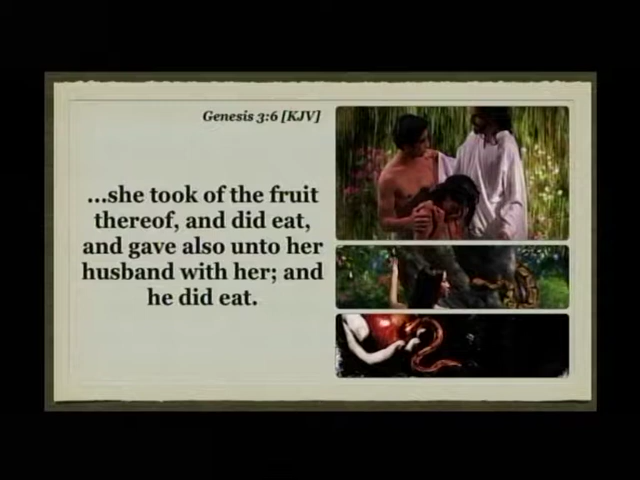 Genesis 3:6 [KJV]
...she took of the fruit
thereof, and did eat,
and gave also unto her
husband with her; and
he did eat.